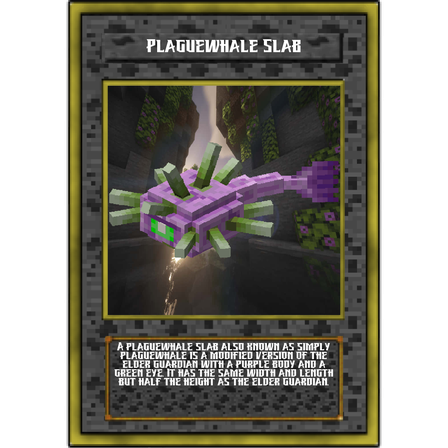 PLAGUEWHALE SLAB
A PLAGUEWHALE SLAB ALSO KNOWN AS SIMPLY
PLAGUEWHALE IS A MODIFIED VERSION OF THE
ELDER GUARDIAN WITH A PURPLE BODY AND A
GREEN EYE. IT HAS THE SAME WIDTH AND LENGTH
BUT HALF THE HEIGHT AS THE ELDER GUARDIAN.